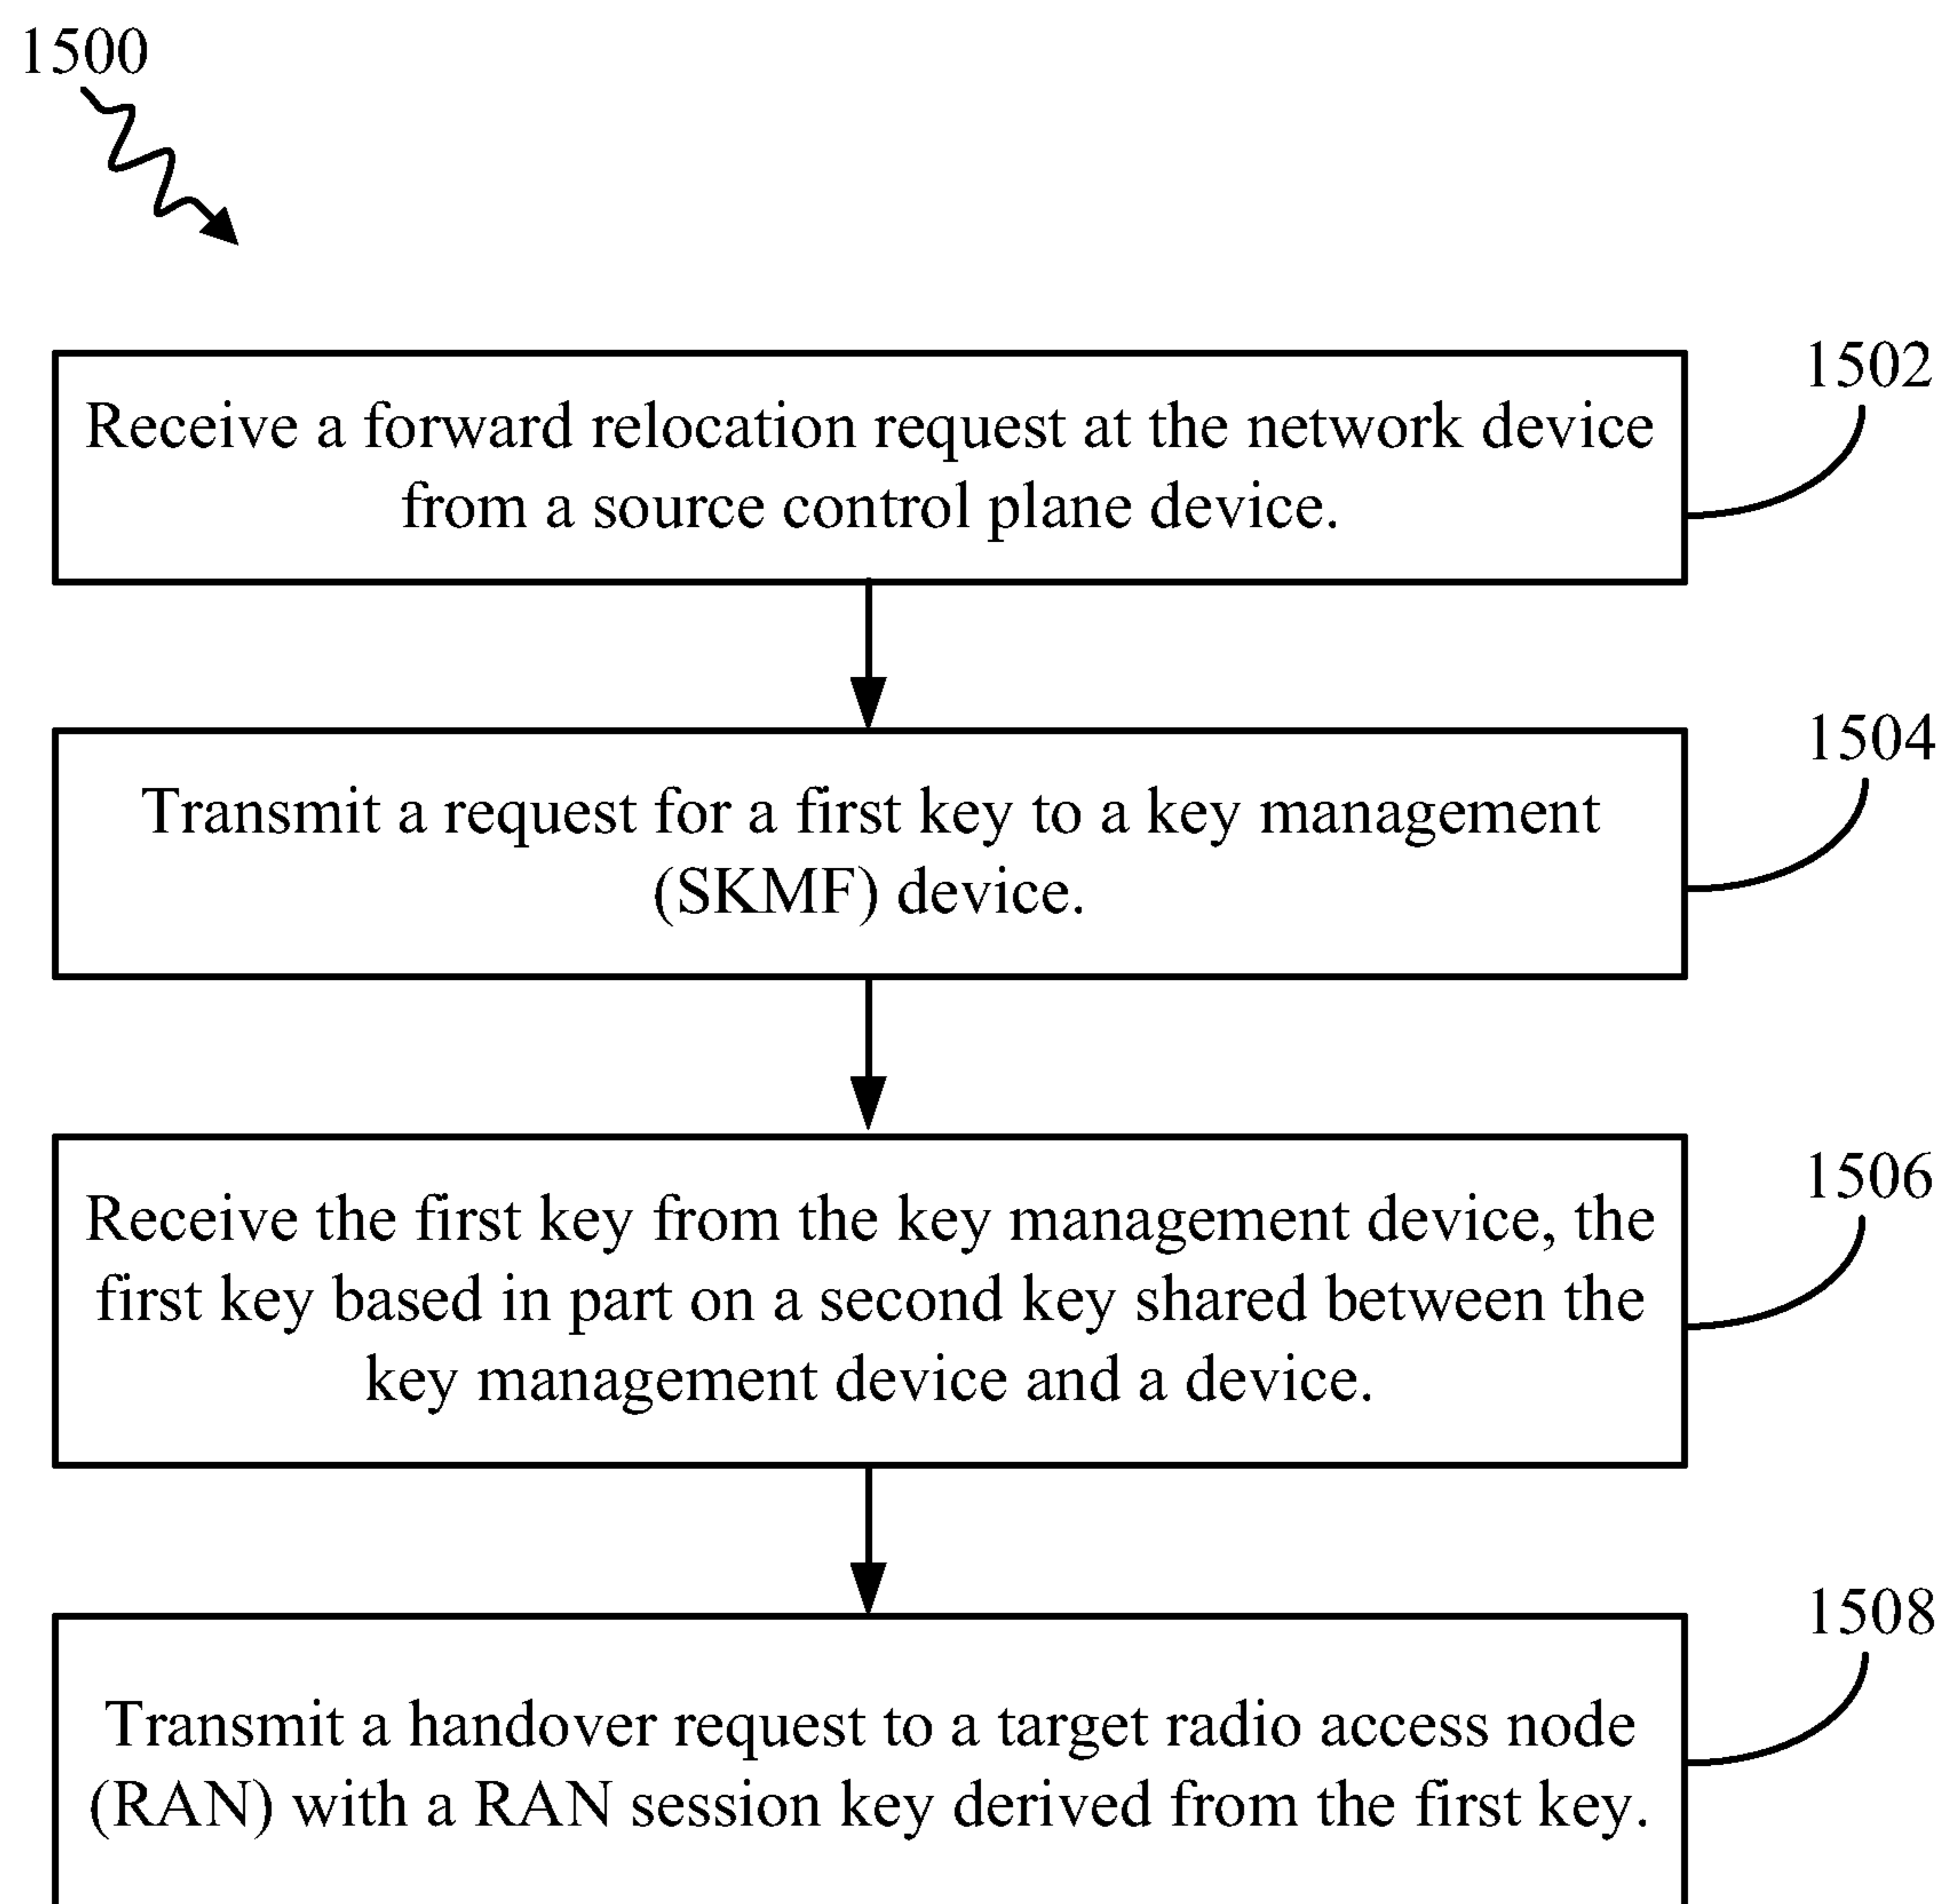 1500
1502
Receive a forward relocation request at the network device
from a source control plane device.
1504
Transmit a request for a first key to a key management
(SKMF) device.
1506
Receive the first key from the key management device, the
first key based in part on a second key shared between the
key management device and a device.
1508
Transmit a handover request to a target radio access node
(RAN) with a RAN session key derived from the first key.